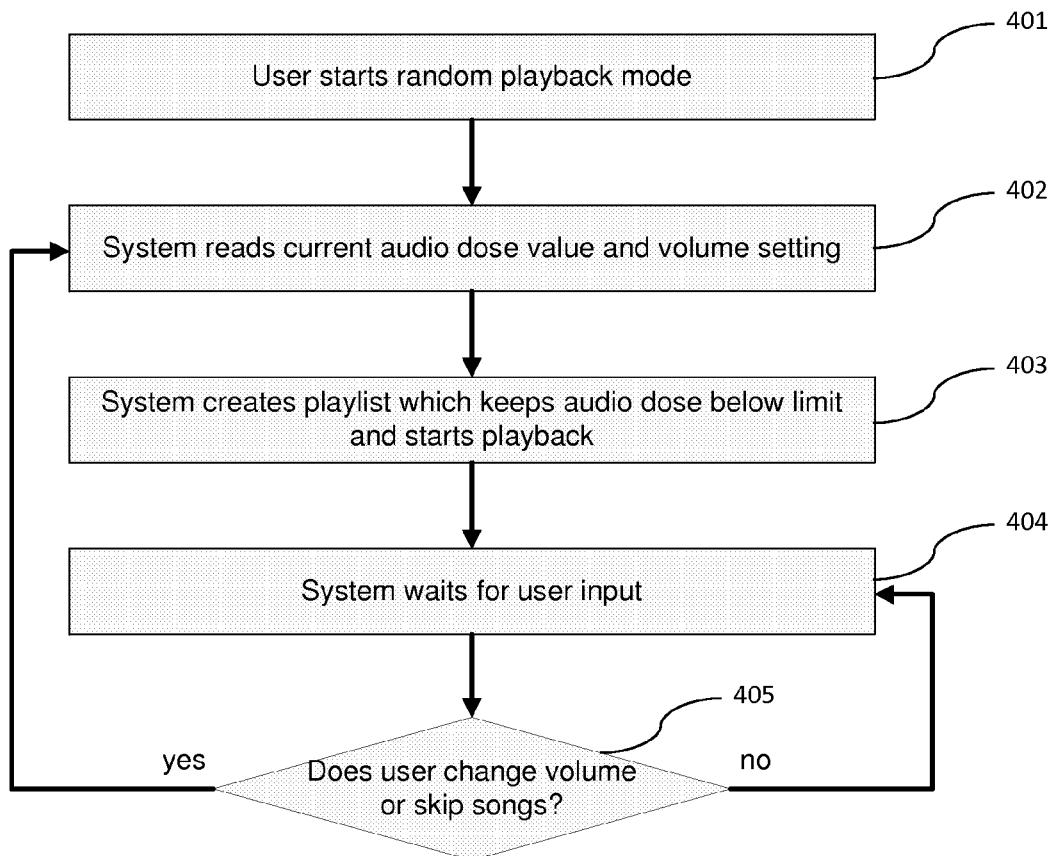 401
User starts random playback mode
402
System reads current audio dose value and volume setting
403
System creates playlist which keeps audio dose below limit
and starts playback
404
System waits for user input
405
yes
no
Does user change volume
or skip songs?